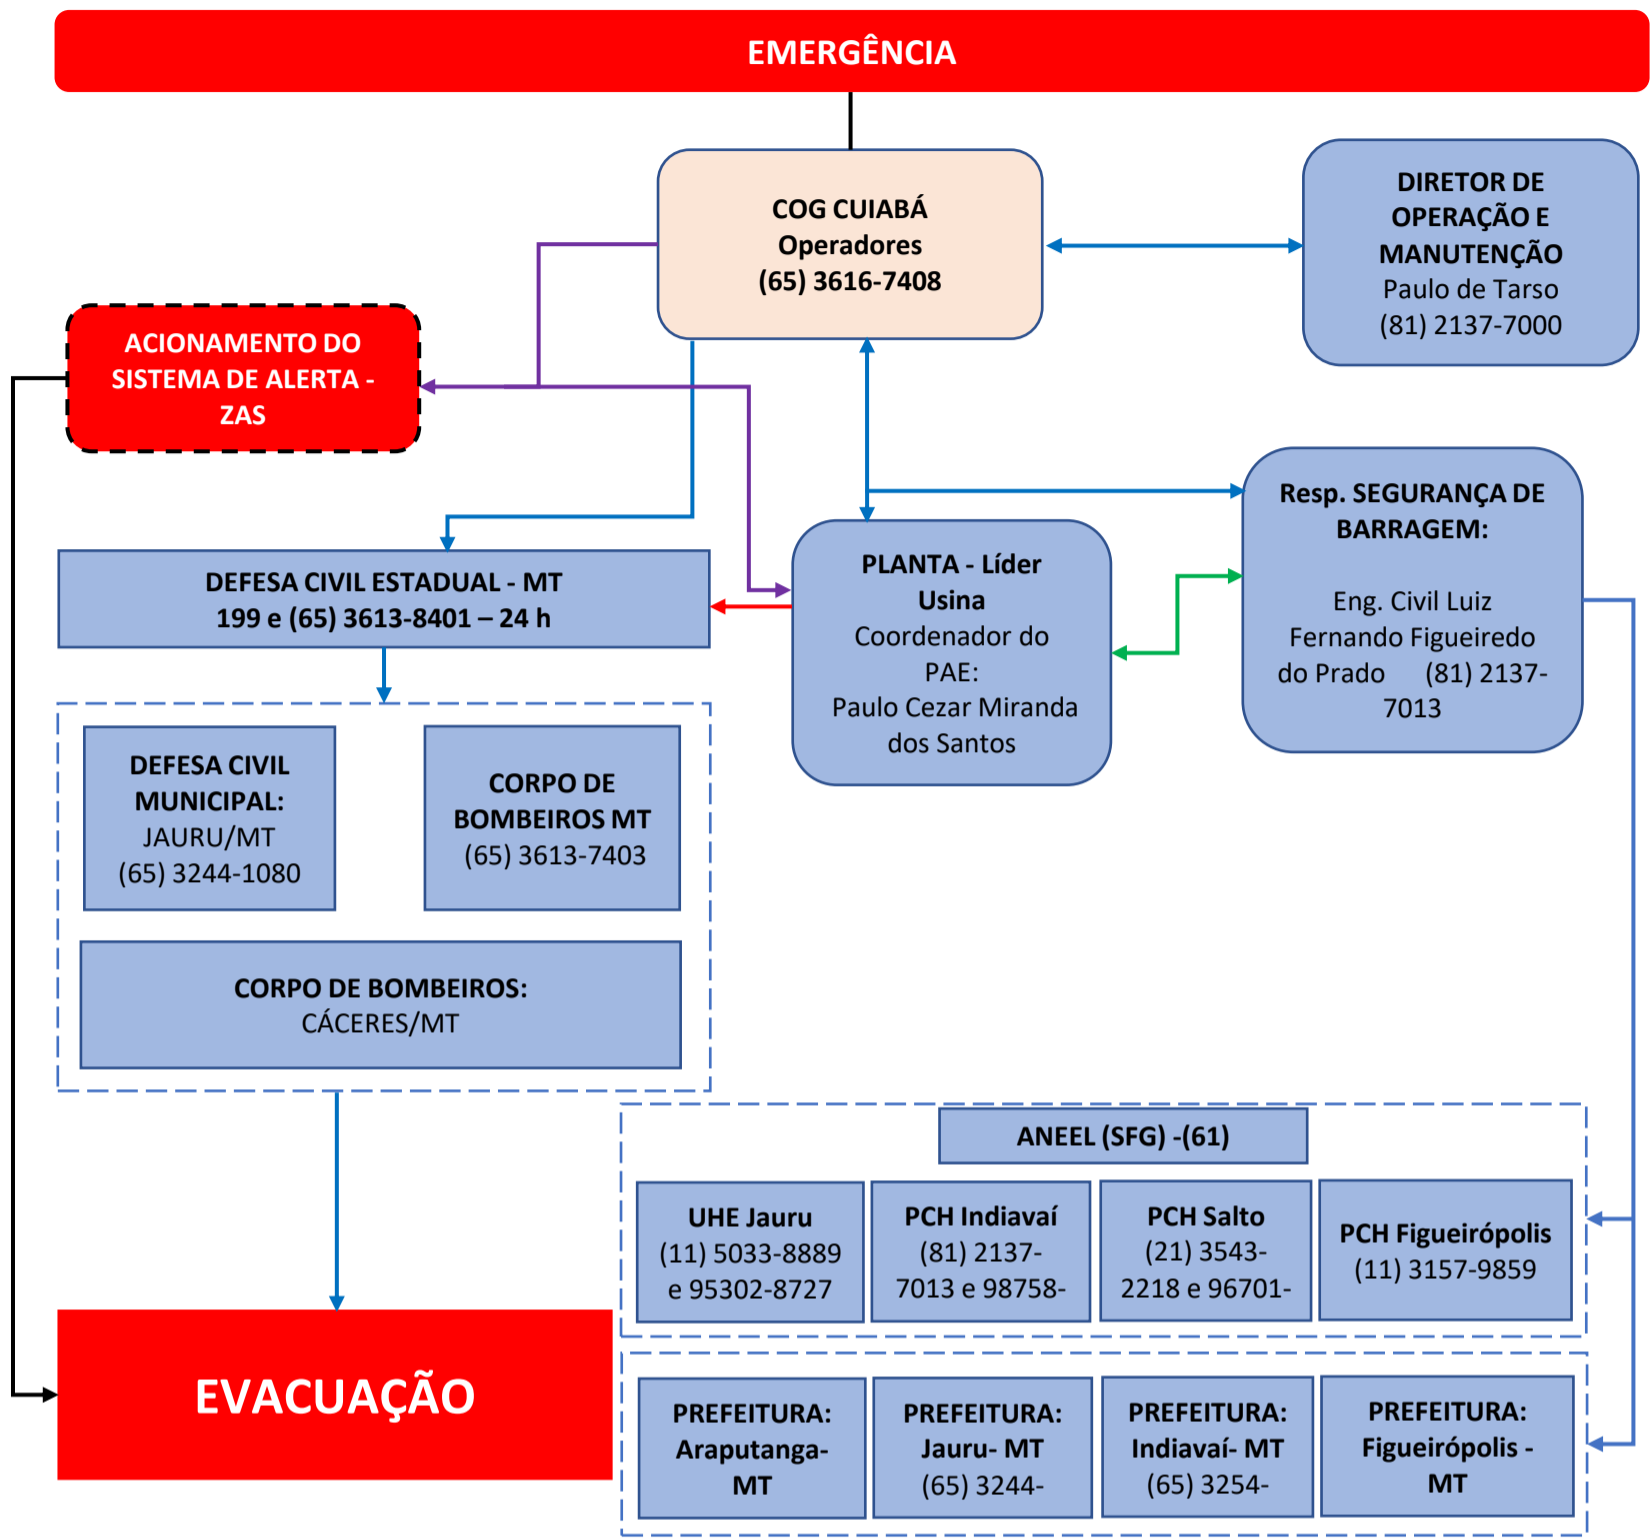 EMERGÊNCIA
COG CUIABÁ
Operadores
(65) 3616-7408
DIRETOR DE
OPERAÇÃO E
MANUTENÇÃO
Paulo de Tarso
(81) 2137-7000
ACIONAMENTO DO
SISTEMA DE ALERTA -
ZAS
Resp. SEGURANÇA DE
BARRAGEM:
Eng. Civil Luiz
Fernando Figueiredo
do Prado (81) 2137-
7013
PLANTA - Líder
Usina
Coordenador do
PAE:
Paulo Cezar Miranda
dos Santos
DEFESA CIVIL ESTADUAL - MT
199 e (65) 3613-8401 – 24 h
DEFESA CIVIL
MUNICIPAL:
JAURU/MT
(65) 3244-1080
CORPO DE
BOMBEIROS MT
(65) 3613-7403
CORPO DE BOMBEIROS:
CÁCERES/MT
ANEEL (SFG) -(61)
UHE Jauru
(11) 5033-8889
e 95302-8727
PCH Indiavaí
(81) 2137-
7013 e 98758-
PCH Salto
(21) 3543-
2218 e 96701-
PCH Figueirópolis
(11) 3157-9859
EVACUAÇÃO
PREFEITURA:
Araputanga-
MT
PREFEITURA:
Jauru- MT
(65) 3244-
PREFEITURA:
Indiavaí- MT
(65) 3254-
PREFEITURA:
Figueirópolis -
MT